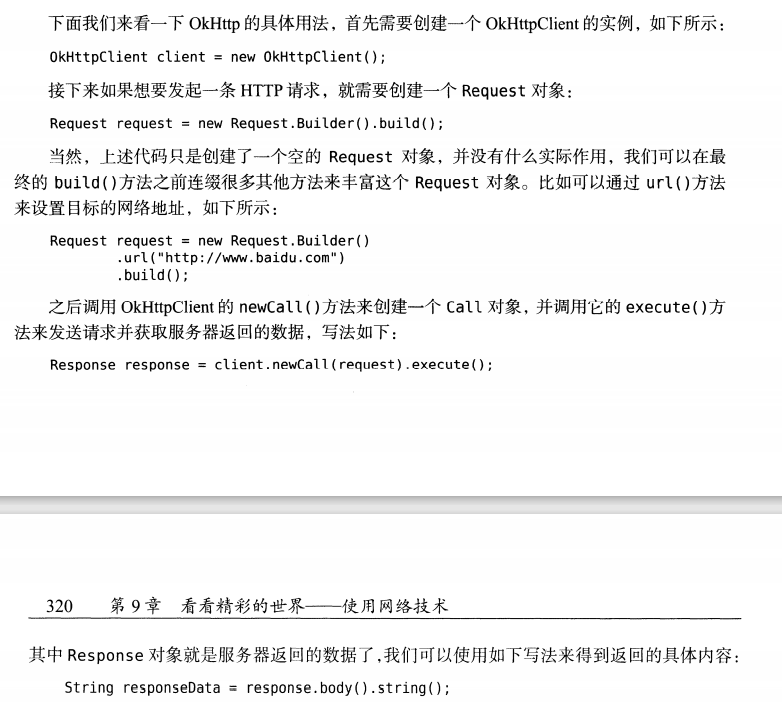 下面我们来看一下 OkHttp 的具体用法，首先需要创建一个 OkHttpClient 的实例，如下所示：
OkHttpClient client = new OkHttpClient();
接下来如果想要发起一条 HTTP 请求，就需要创建一个 Request 对象：
Request request = new Request.Builder().build();
当然，上述代码只是创建了一个空的 Request 对象，并没有什么实际作用，我们可以在最
终的 build()方法之前连缀很多其他方法来丰富这个 Request 对象。比如可以通过 url()方法
来设置目标的网络地址，如下所示：
Request request = new Request.Builder()
.url("http://www.baidu.com")
.build();
之后调用 OkHttpClient 的 newCall()方法来创建一个 Call 对象，并调用它的 execute()方
法来发送请求并获取服务器返回的数据，写法如下：
Response response = client.newCall(request).execute();
320 第 9 章 看看精彩的世界——使用网络技术
其中 Response 对象就是服务器返回的数据了，我们可以使用如下写法来得到返回的具体内容：
String responseData = response.body().string();